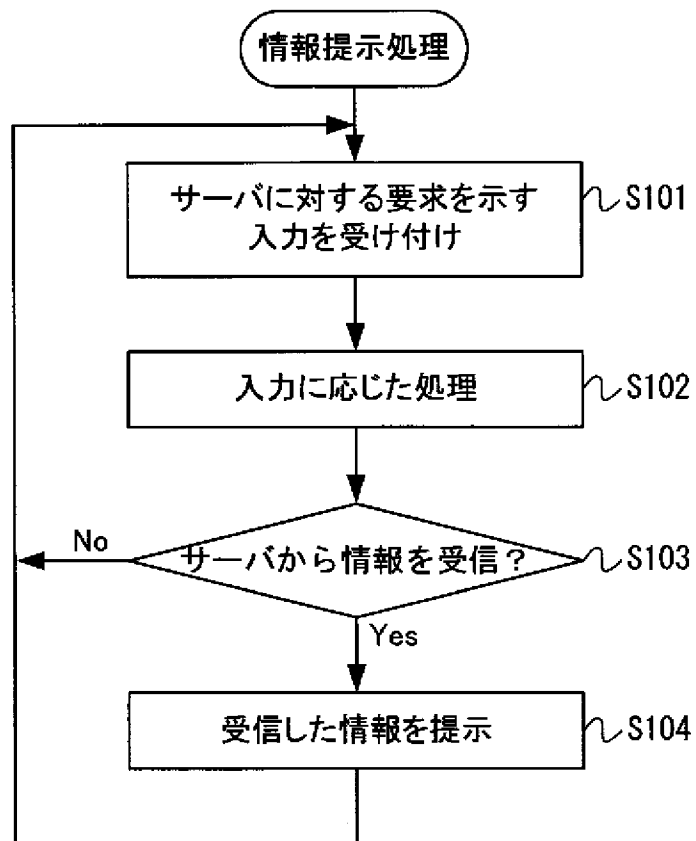 情報提示処理
サーバに対する要求を示す
入力を受け付け
S101
入力に応じた処理
S102
No
サーバから情報を受信？
S103
Yes
受信した情報を提示
S104